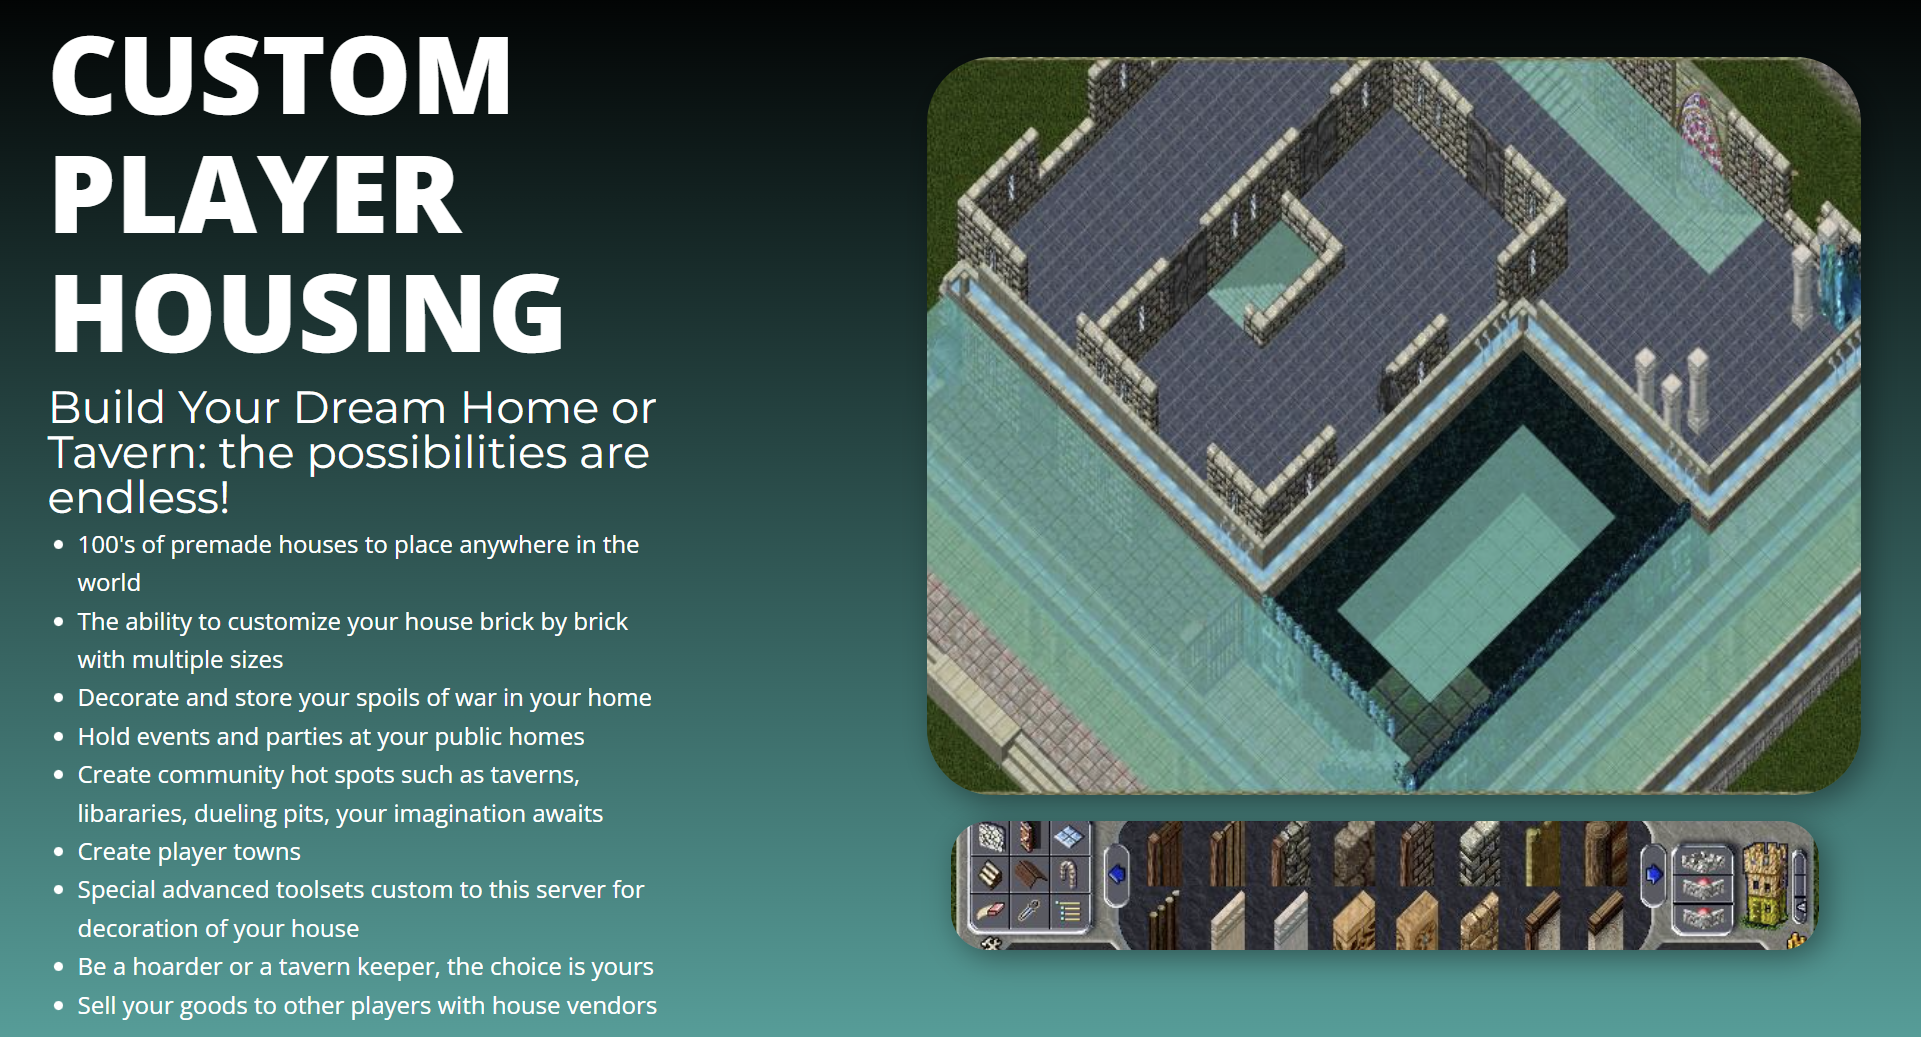 CUSTOM
PLAYER
HOUSING
Build Your Dream Home or
Tavern: the possibilities are
endless!
100's of premade houses to place anywhere in the
world
The ability to customize your house brick by brick
with multiple sizes
Decorate and store your spoils of war in your home
Hold events and parties at your public homes
Create community hot spots such as taverns,
libararies, dueling pits, your imagination awaits
Create player towns
Special advanced toolsets custom to this server for
decoration of your house
Be a hoarder or a tavern keeper, the choice is yours
Sell your goods to other players with house vendors